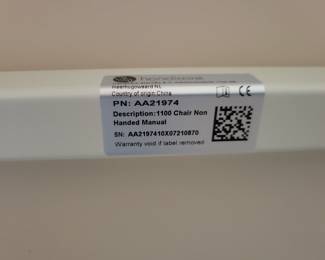 handicare
Heerhugowaard NL
Country of origin China
PN: AA21974
Description:1100 Chair Non
Handed Manual
SN: AA2197410X07210870
Warranty void if label removed